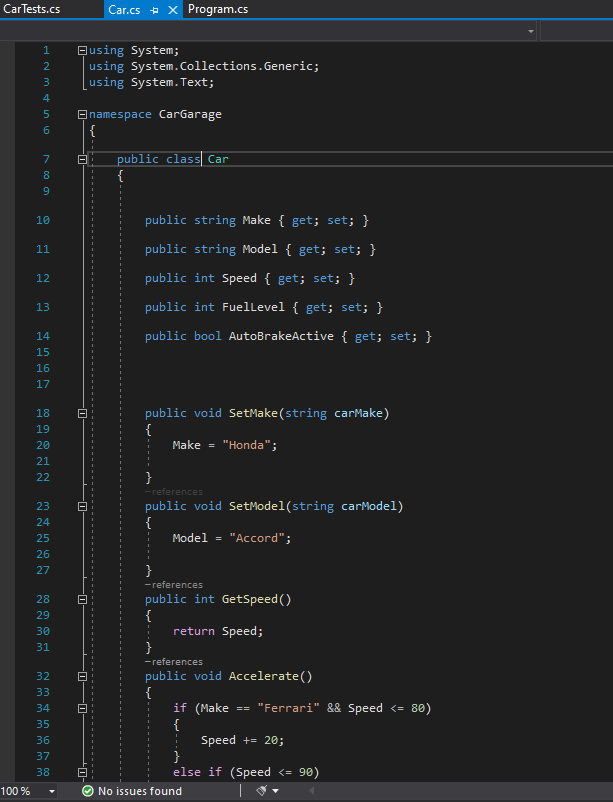 CarTests.cs Car.cs Program.cs
1 using System;
2 using System.Collections.Generic;
3 using System.Text;
4
5 namespace CarGarage
6 {
7 public class Car
8 {
9
10 public string Make { get; set; }
11 public string Model { get; set; }
12 public int Speed { get; set; }
13 public int FuelLevel { get; set; }
14 public bool AutoBrakeActive { get; set; }
15
16
17
18 public void SetMake(string carMake)
19 {
20 Make = "Honda";
21
22 }
—references
23 public void SetModel(string carModel)
24 {
25 Model = "Accord";
26
27 }
—references
28 public int GetSpeed()
29 {
30 return Speed;
31 }
—references
32 public void Accelerate()
33 {
34 if (Make == "Ferrari" && Speed <= 80)
35 {
36 Speed += 20;
37 }
38 else if (Speed <= 90)
100 % No issues found